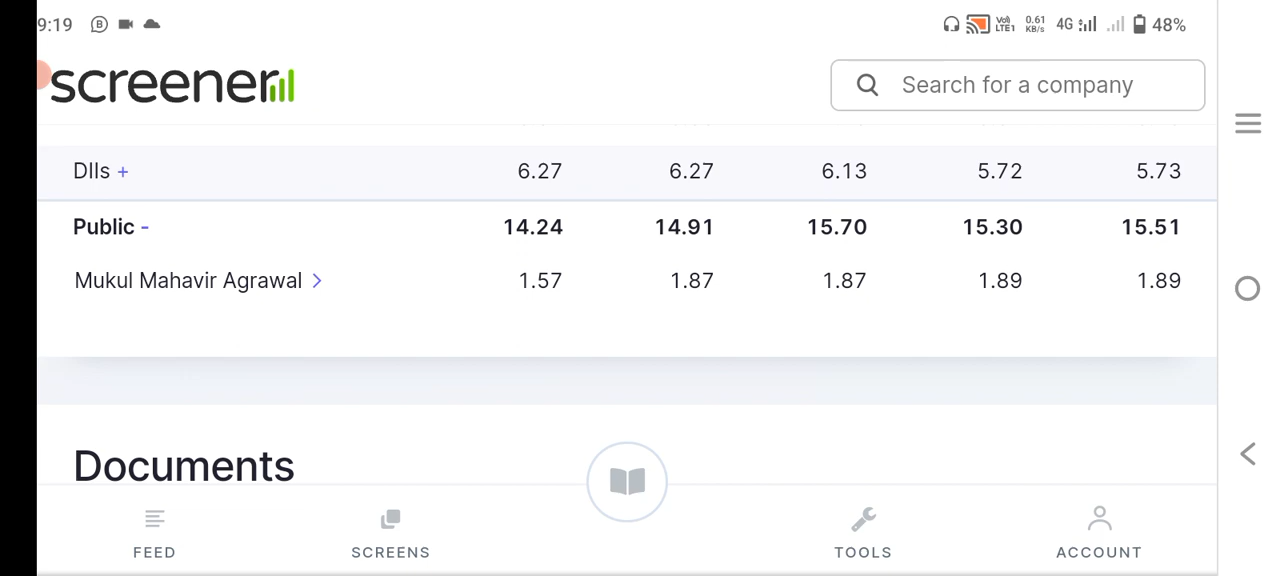 9:19 B Vo) LTE1 0.61 KB/s 4G 48%
screener
Search for a company
DIIs + 6.27 6.27 6.13 5.72 5.73
Public - 14.24 14.91 15.70 15.30 15.51
Mukul Mahavir Agrawal > 1.57 1.87 1.87 1.89 1.89
Documents
FEED SCREENS TOOLS ACCOUNT